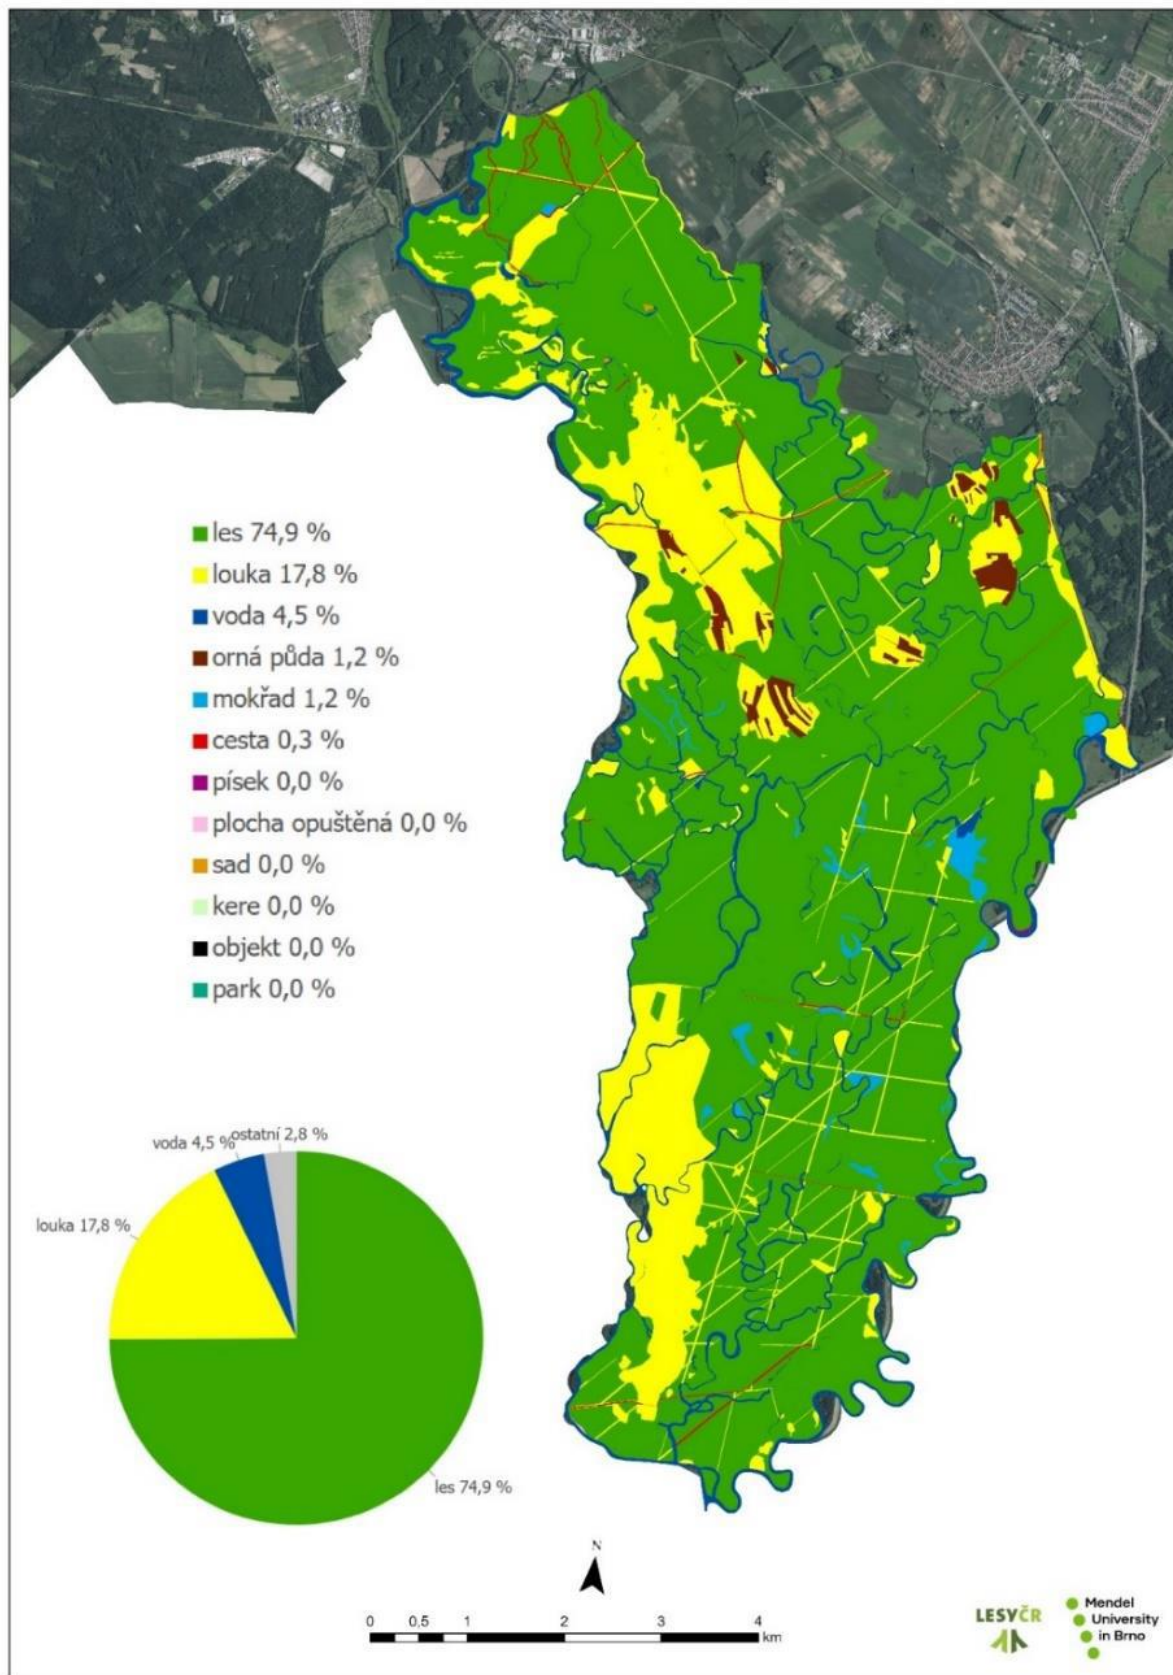 les 74,9 %
louka 17,8 %
voda 4,5 %
orná půda 1,2 %
mokřad 1,2 %
cesta 0,3 %
písek 0,0 %
plocha opuštěná 0,0 %
sad 0,0 %
kere 0,0 %
objekt 0,0 %
park 0,0 %
voda 4,5 %
ostatní 2,8 %
louka 17,8 %
les 74,9 %
N
0 0,5 1 2 3 4
km
LESYČR
Mendel
University
in Brno